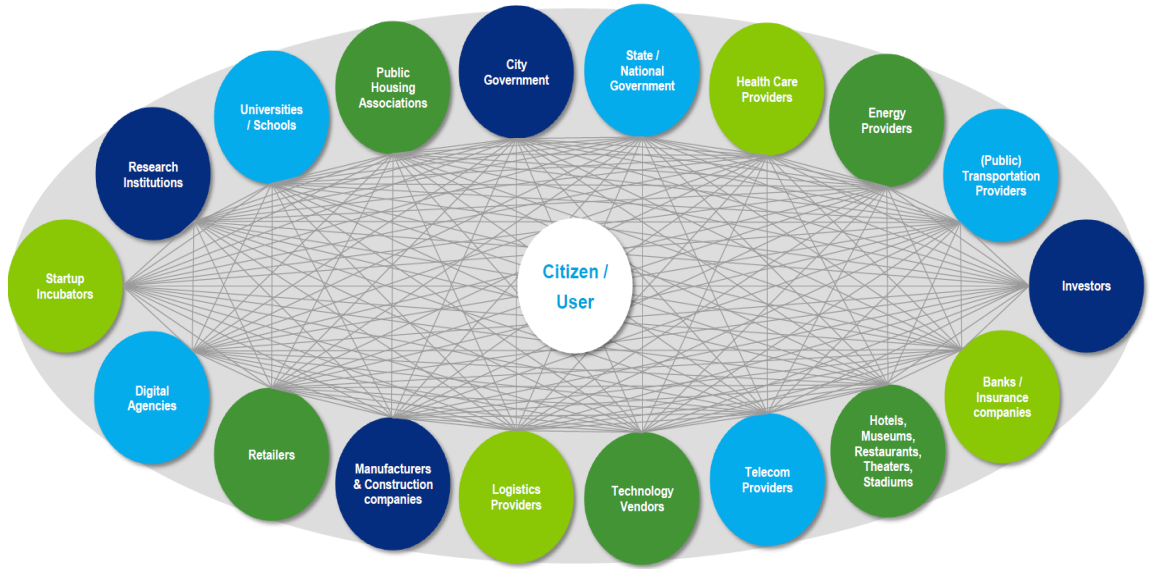 City
Government
State /
National
Government
Public
Housing
Associations
Health Care
Providers
Universities
/ Schools
Energy
Providers
Research
Institutions
(Public)
Transportation
Providers
Startup
Incubators
Citizen /
User
Investors
Digital
Agencies
Banks /
Insurance
companies
Retailers
Manufacturers
& Construction
companies
Logistics
Providers
Technology
Vendors
Telecom
Providers
Hotels,
Museums,
Restaurants,
Theaters,
Stadiums